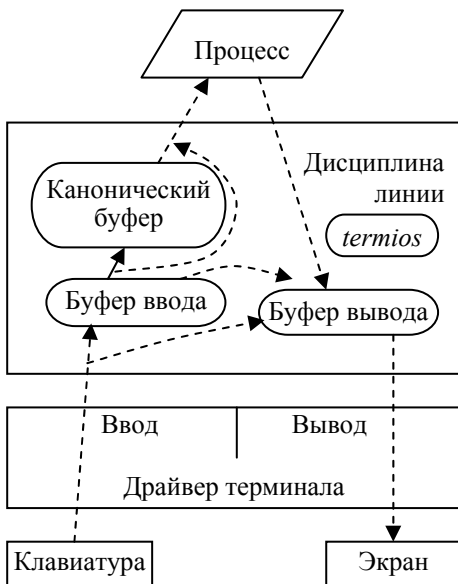 Процесс
Дисциплина
линии
Канонический
буфер
termios
Буфер ввода
Буфер вывода
Ввод
Вывод
Драйвер терминала
Клавиатура
Экран